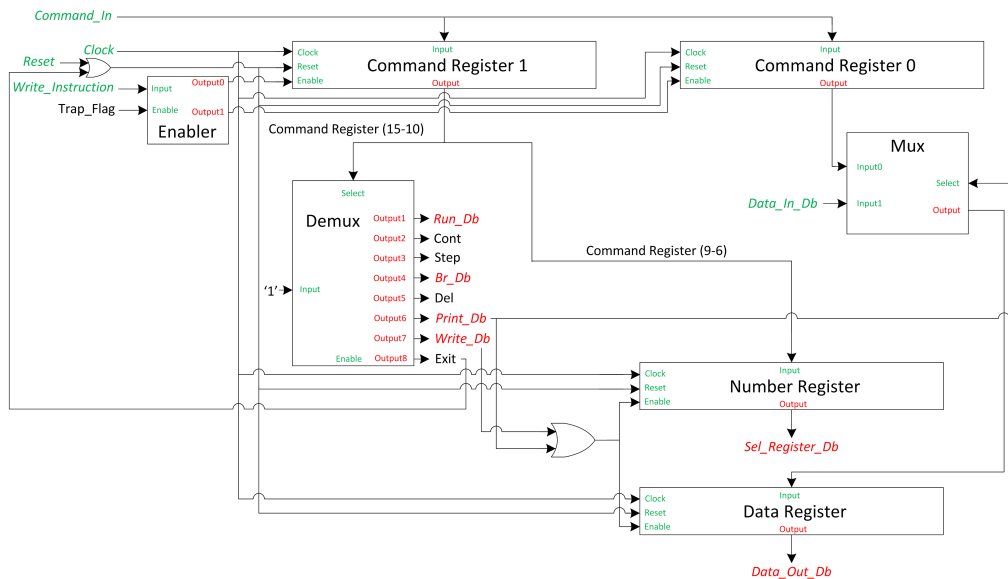 Command_In
Clock
Reset
Write_Instruction
Trap_Flag
Input
Enable
Output0
Output1
Enabler
Clock
Reset
Enable
Input
Command Register 1
Output
Clock
Reset
Enable
Input
Command Register 0
Output
Command Register (15-10)
Mux
Input0
Input1
Select
Output
Data_In_Db
Select
Demux
'1'
Input
Enable
Output1
Output2
Output3
Output4
Output5
Output6
Output7
Output8
Run_Db
Cont
Step
Br_Db
Del
Print_Db
Write_Db
Exit
Command Register (9-6)
Clock
Reset
Enable
Input
Number Register
Output
Sel_Register_Db
Clock
Reset
Enable
Input
Data Register
Output
Data_Out_Db